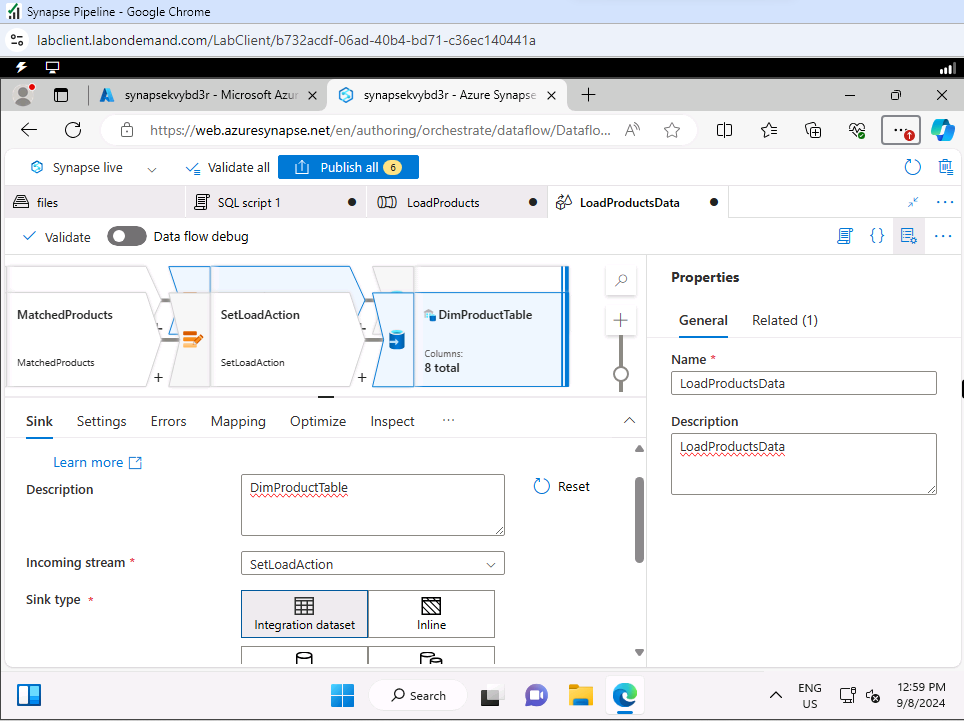 Synapse Pipeline - Google Chrome
labclient.labondemand.com/LabClient/b732acdf-06ad-40b4-bd71-c36ec140441a
synapsekvybd3r - Microsoft Azur
synapsekvybd3r - Azure Synapse
https://web.azuresynapse.net/en/authoring/orchestrate/dataflow/Dataflo...
Synapse live
Validate all
Publish all 6
files
SQL script 1
LoadProducts
LoadProductsData
Validate
Data flow debug
MatchedProducts
MatchedProducts
SetLoadAction
SetLoadAction
DimProductTable
Columns:
8 total
Sink
Settings
Errors
Mapping
Optimize
Inspect
Learn more
Description
DimProductTable
Reset
Incoming stream *
SetLoadAction
Sink type *
Integration dataset
Inline
Properties
General
Related (1)
Name *
LoadProductsData
Description
LoadProductsData
Search
ENG
US
12:59 PM
9/8/2024